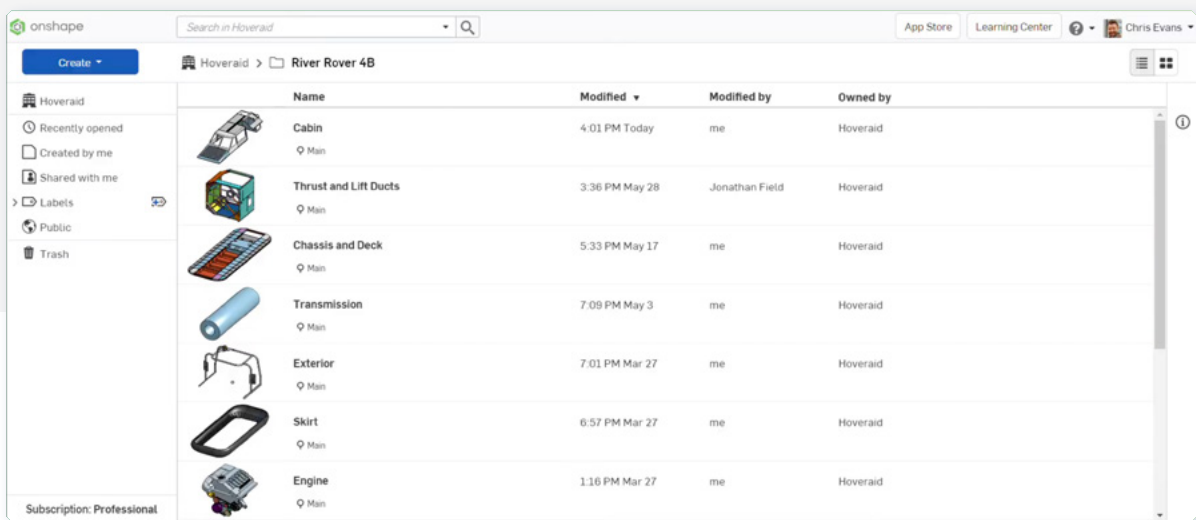 onshape
Search in Hoveraid
App Store
Learning Center
Chris Evans
Create
Hoveraid > River Rover 4B
Hoveraid
Recently opened
Created by me
Shared with me
Labels
Public
Trash
Subscription: Professional
Name Modified Modified by Owned by
Cabin 4:01 PM Today me Hoveraid
Main
Thrust and Lift Ducts 3:36 PM May 28 Jonathan Field Hoveraid
Main
Chassis and Deck 5:33 PM May 17 me Hoveraid
Main
Transmission 7:09 PM May 3 me Hoveraid
Main
Exterior 7:01 PM Mar 27 me Hoveraid
Main
Skirt 6:57 PM Mar 27 me Hoveraid
Main
Engine 1:16 PM Mar 27 me Hoveraid
Main